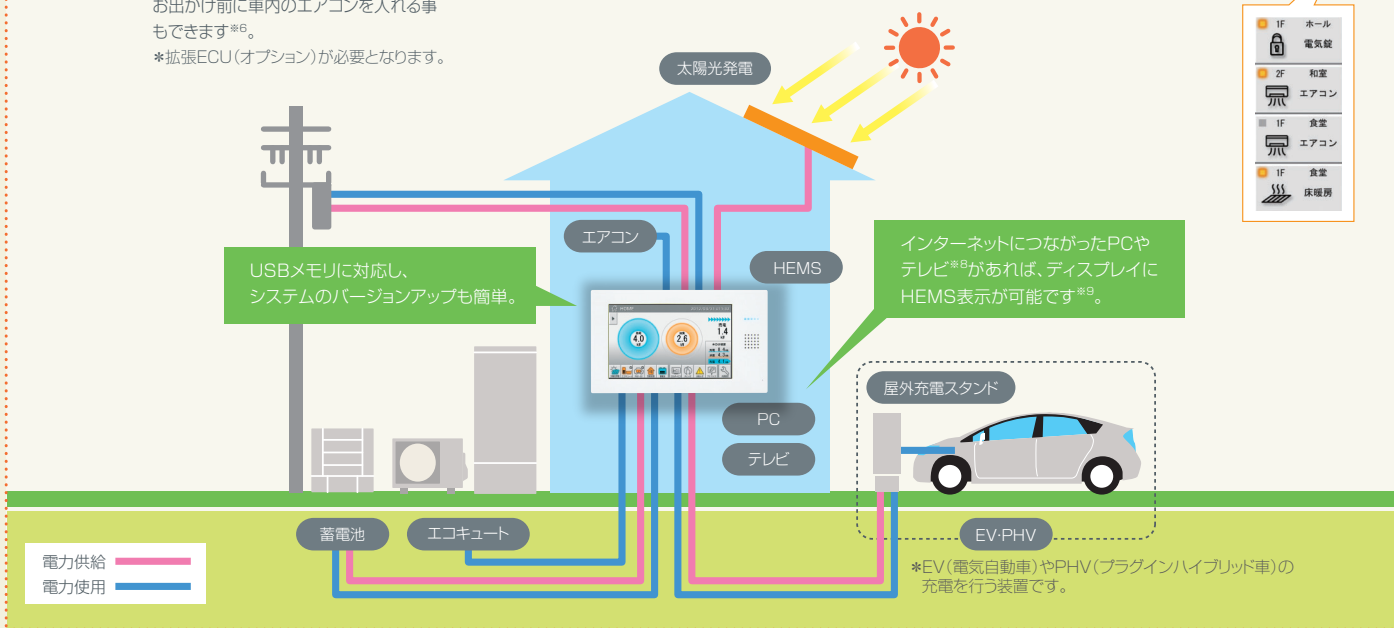 お出かけ前に車内のエアコンを入れる事
もできます※6。
＊拡張ECU（オプション）が必要となります。
太陽光発電
1F ホール
電気錠
2F 和室
エアコン
1F 食堂
エアコン
1F 食堂
床暖房
エアコン
HEMS
USBメモリに対応し、
システムのバージョンアップも簡単。
インターネットにつながったPCや
テレビ※8があれば、ディスプレイに
HEMS表示が可能です※9。
4.0
2.6
1.4
屋外充電スタンド
PC
テレビ
蓄電池
エコキュート
EV・PHV
電力供給
電力使用
＊EV（電気自動車）やPHV（プラグインハイブリッド車）の
充電を行う装置です。